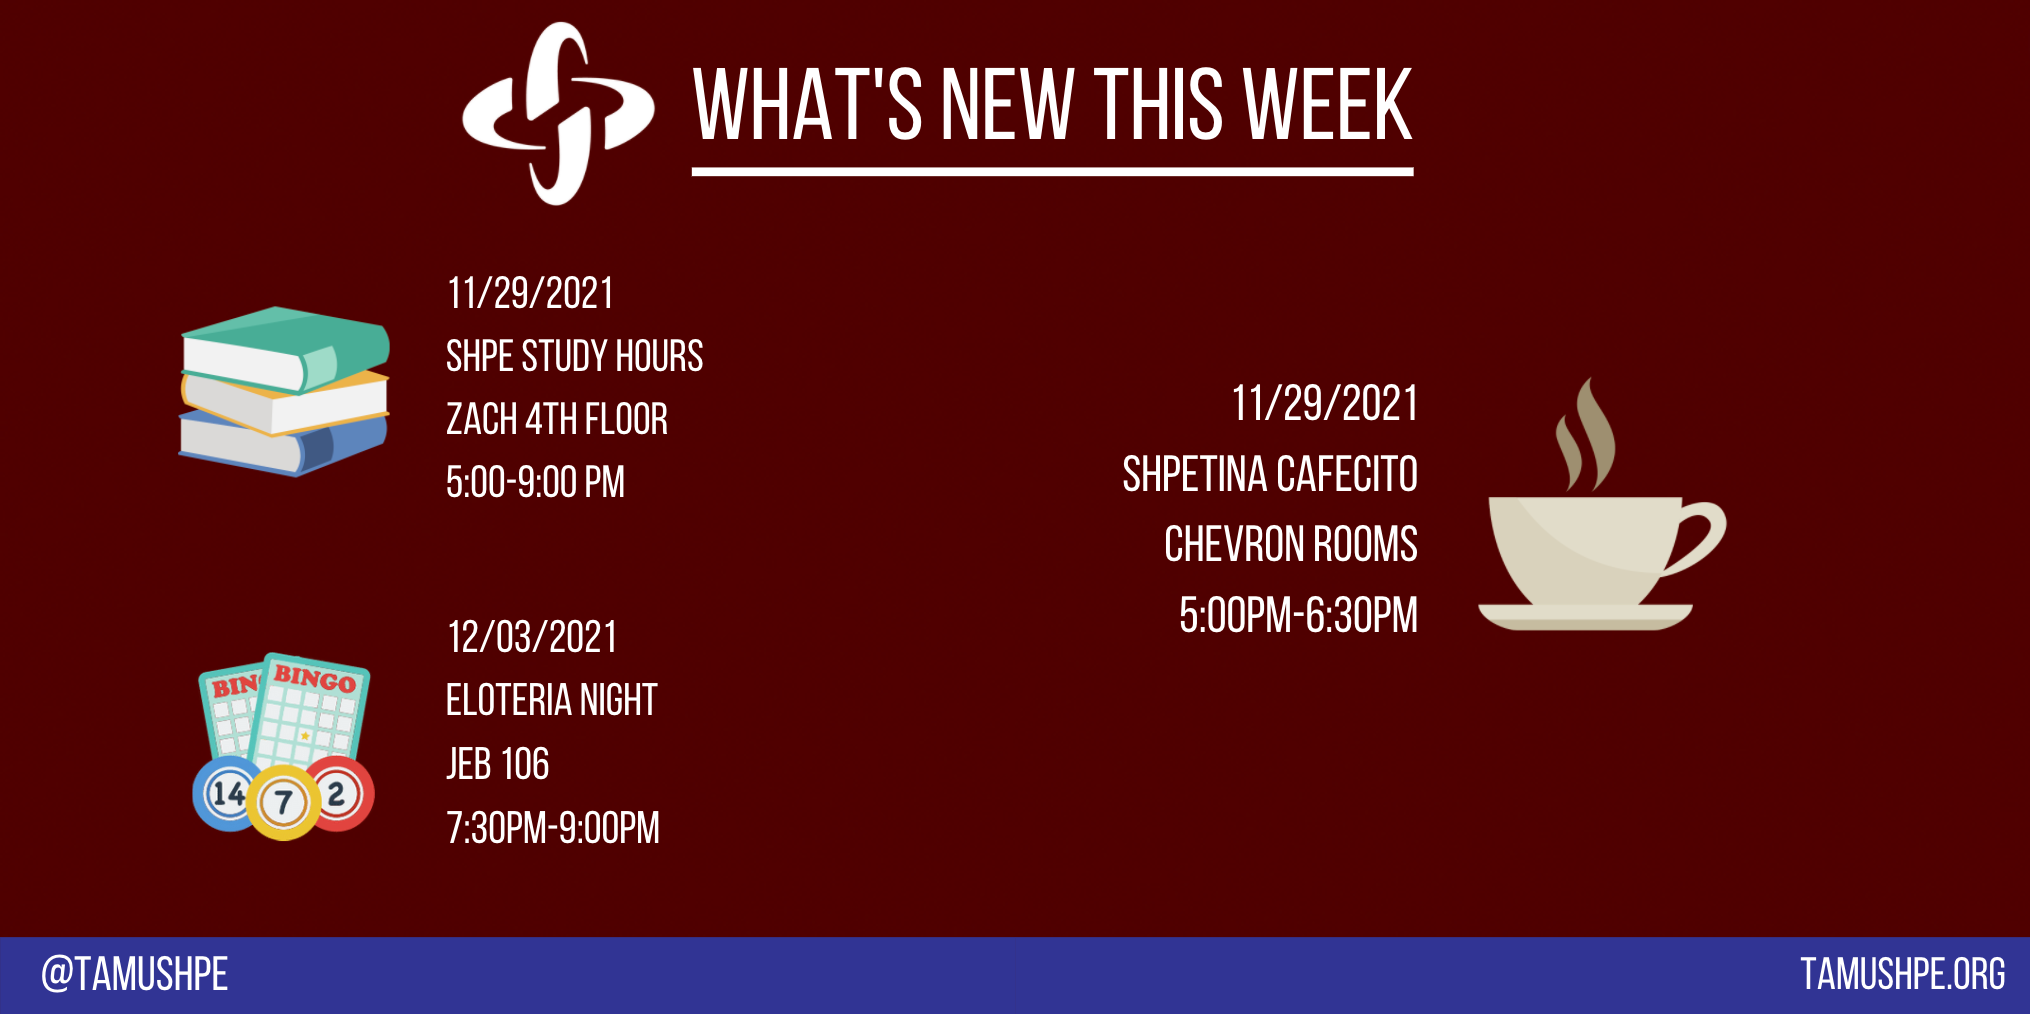 WHAT'S NEW THIS WEEK
11/29/2021
SHPE STUDY HOURS
ZACH 4TH FLOOR
5:00-9:00 PM
11/29/2021
SHPETINA CAFECITO
CHEVRON ROOMS
5:00PM-6:30PM
12/03/2021
ELOTERIA NIGHT
JEB 106
7:30PM-9:00PM
BIN
BINGO
14
7
2
@TAMUSHPE
TAMUSHPE.ORG